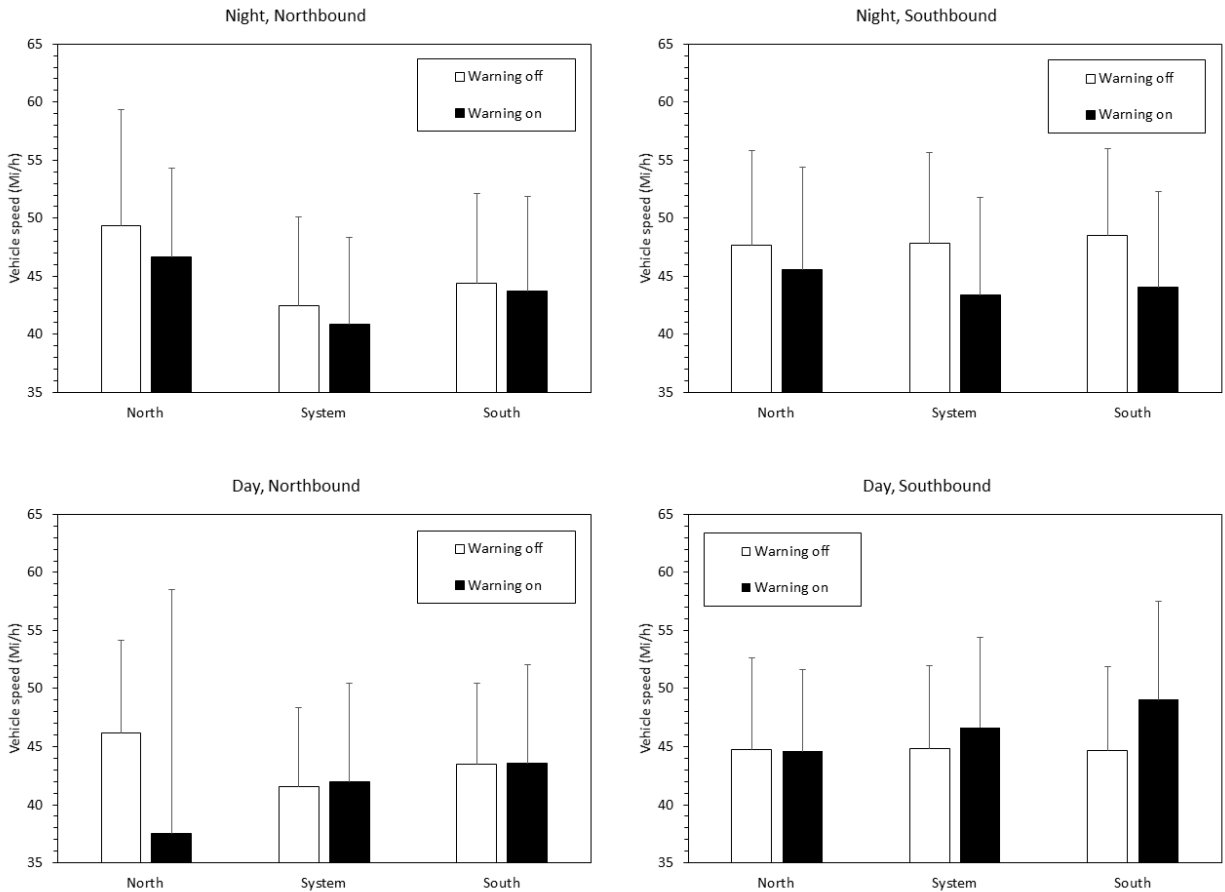 Night, Northbound
Vehicle speed (Mi/h)
65
60
55
50
45
40
35
Warning off
Warning on
North System South
Night, Southbound
Vehicle speed (Mi/h)
65
60
55
50
45
40
35
Warning off
Warning on
North System South
Day, Northbound
Vehicle speed (Mi/h)
65
60
55
50
45
40
35
Warning off
Warning on
North System South
Day, Southbound
Vehicle speed (Mi/h)
65
60
55
50
45
40
35
Warning off
Warning on
North System South